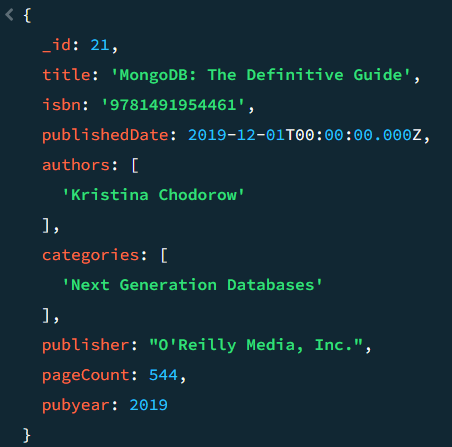 {
_id: 21,
title: 'MongoDB: The Definitive Guide',
isbn: '9781491954461',
publishedDate: 2019-12-01T00:00:00.000Z,
authors: [
'Kristina Chodorow'
],
categories: [
'Next Generation Databases'
],
publisher: "O'Reilly Media, Inc.",
pageCount: 544,
pubyear: 2019
}